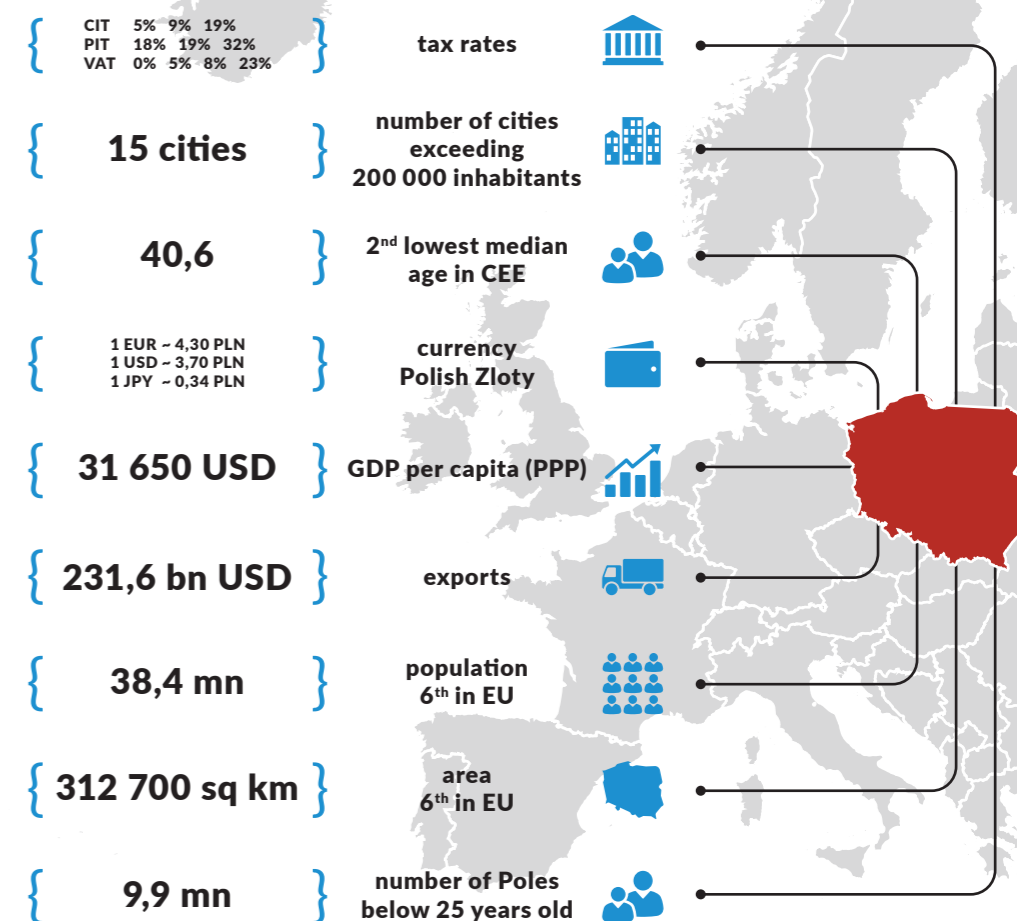 CIT 5% 9% 19%
PIT 18% 19% 32%
VAT 0% 5% 8% 23%
tax rates
15 cities
number of cities
exceeding
200 000 inhabitants
40,6
2nd lowest median
age in CEE
1 EUR ~ 4,30 PLN
1 USD ~ 3,70 PLN
1 JPY ~ 0,34 PLN
currency
Polish Zloty
31 650 USD
GDP per capita (PPP)
231,6 bn USD
exports
38,4 mn
population
6th in EU
312 700 sq km
area
6th in EU
9,9 mn
number of Poles
below 25 years old